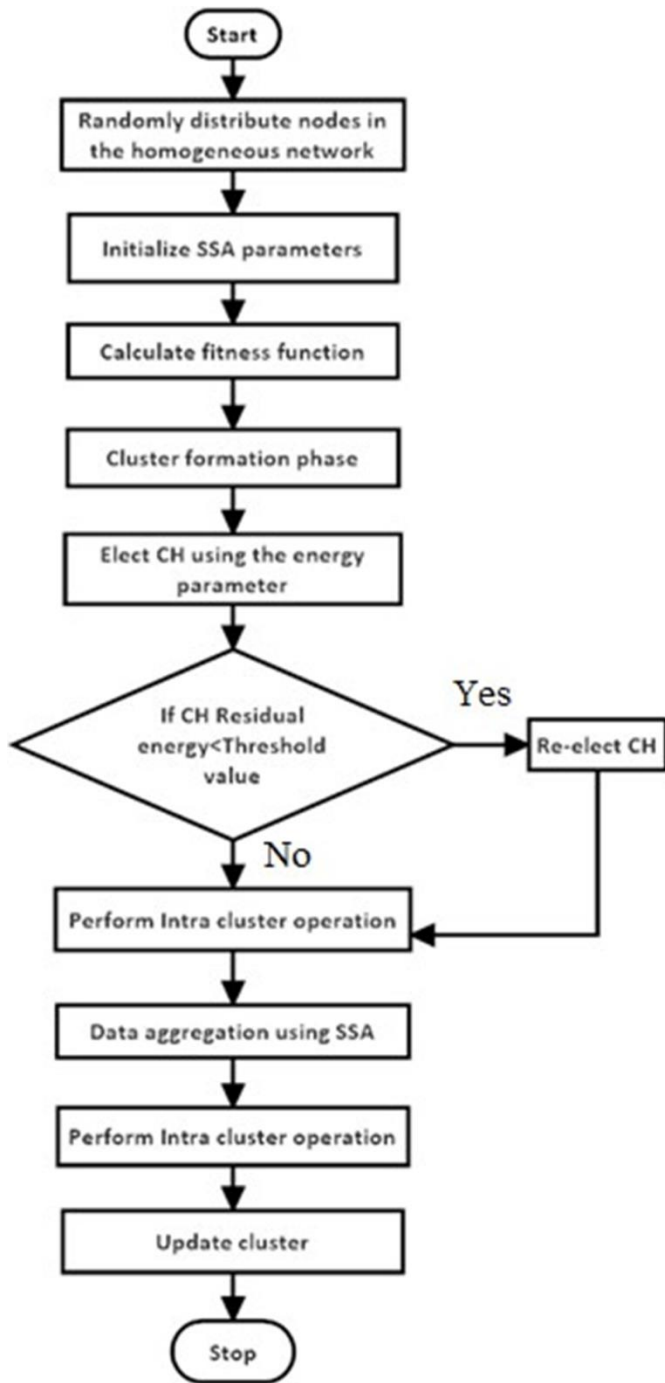 Start
Randomly distribute nodes in
the homogeneous network
Initialize SSA parameters
Calculate fitness function
Cluster formation phase
Elect CH using the energy
parameter
If CH Residual
energy<Threshold
value
Yes
Re-elect CH
No
Perform Intra cluster operation
Data aggregation using SSA
Perform Intra cluster operation
Update cluster
Stop